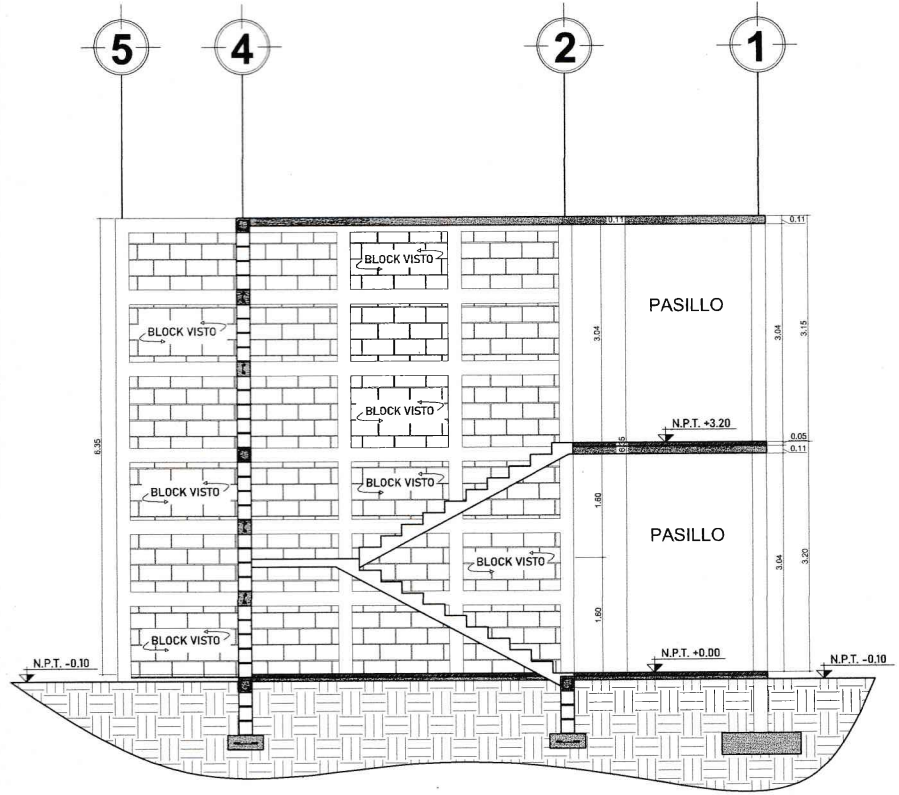 5 4 2 1
0.11 0.11
BLOCK VISTO
PASILLO
BLOCK VISTO
3.04 3.04 3.15
BLOCK VISTO
N.P.T. +3.20
6.35
0.05
0.11
BLOCK VISTO
BLOCK VISTO
1.60
PASILLO
BLOCK VISTO
3.04 3.20
1.60
BLOCK VISTO
N.P.T. -0.10
N.P.T. +0.00
N.P.T. -0.10